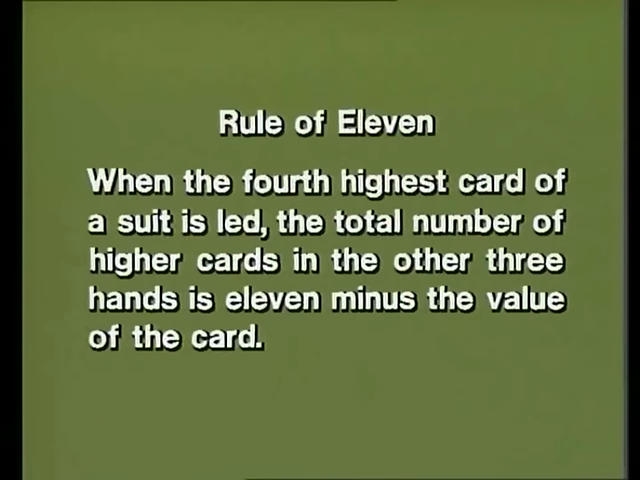 Rule of Eleven
When the fourth highest card of
a suit is led, the total number of
higher cards in the other three
hands is eleven minus the value
of the card.